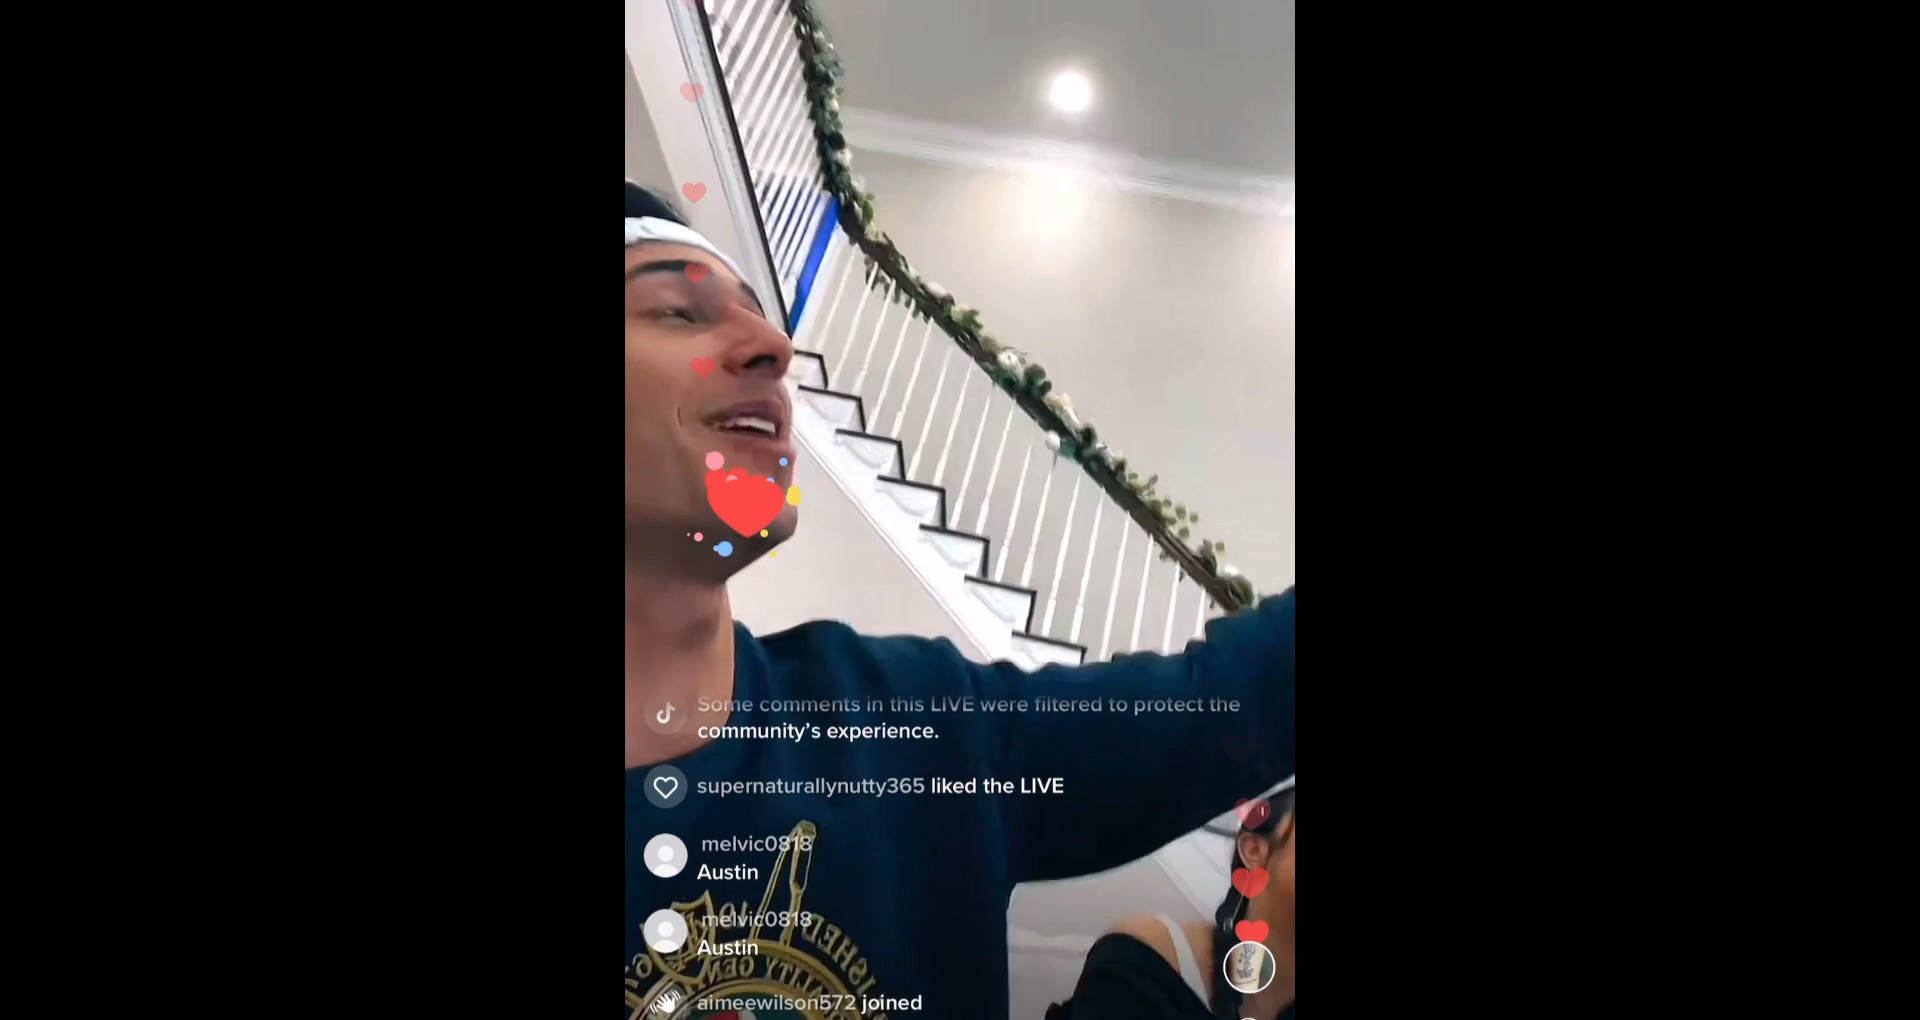 Some comments in this LIVE were filtered to protect the
community's experience.
supernaturallynutty365 liked the LIVE
melvic0818
Austin
melvic0818
Austin
aimeewilson572 joined